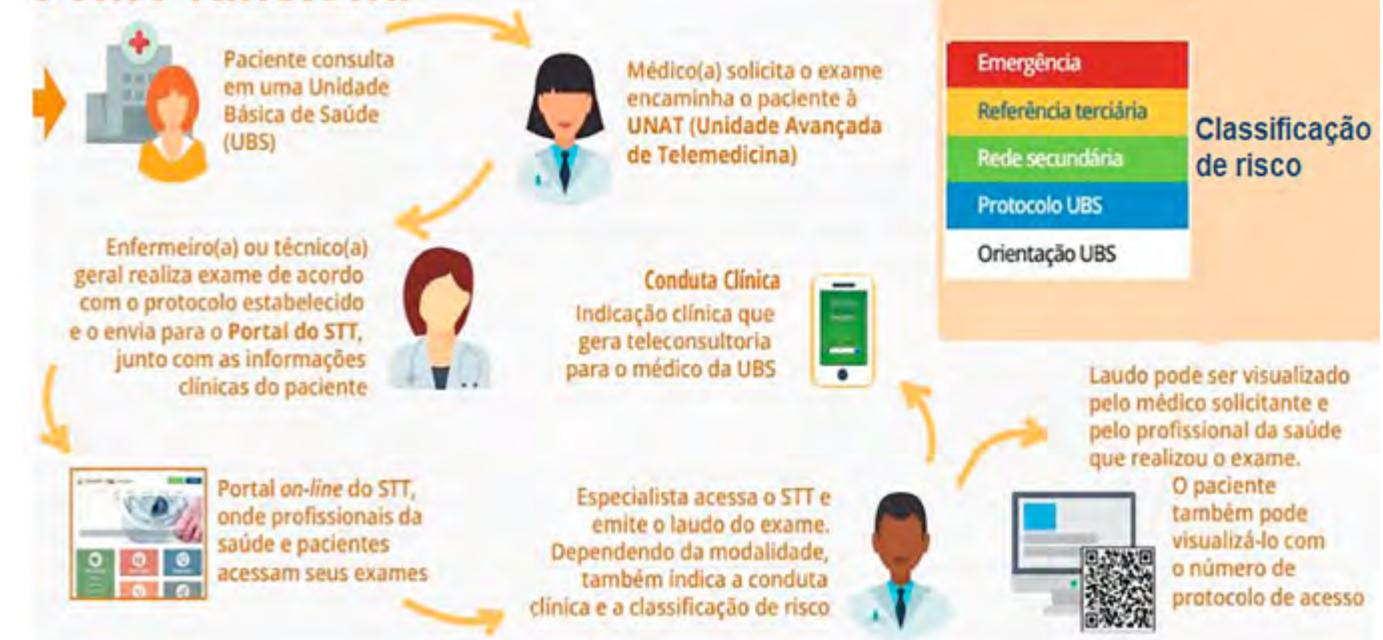 Paciente consulta
em uma Unidade
Básica de Saúde
(UBS)
Médico(a) solicita o exame
encaminha o paciente à
UNAT (Unidade Avançada
de Telemedicina)
Enfermeiro(a) ou técnico(a)
geral realiza exame de acordo
com o protocolo estabelecido
e o envia para o Portal do STT,
junto com as informações
clínicas do paciente
Portal on-line do STT,
onde profissionais da
saúde e pacientes
acessam seus exames
Especialista acessa o STT e
emite o laudo do exame.
Dependendo da modalidade,
também indica a conduta
clínica e a classificação de risco
Conduta Clínica
Indicação clínica que
gera teleconsultoria
para o médico da UBS
Laudo pode ser visualizado
pelo médico solicitante e
pelo profissional da saúde
que realizou o exame.
O paciente
também pode
visualizá-lo com
o número de
protocolo de acesso
Emergência
Referência terciária
Rede secundária
Protocolo UBS
Orientação UBS
Classificação
de risco